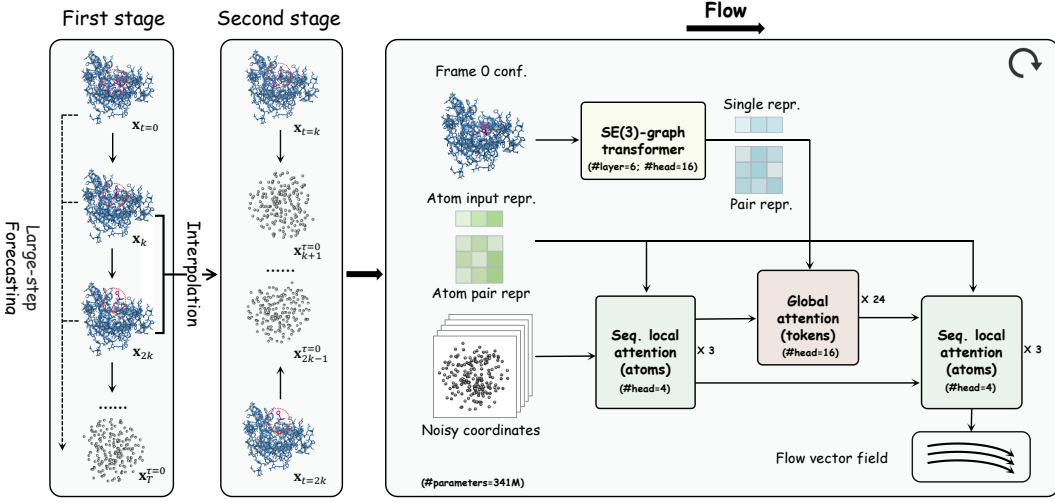 First stage
Second stage
Flow
Large-step
Forecasting
x_{t=0}
x_k
x_{2k}
......
x_T^{τ=0}
Interpolation
x_{t=k}
x_{k+1}^{τ=0}
......
x_{2k−1}^{τ=0}
x_{t=2k}
Frame 0 conf.
SE(3)-graph
transformer
(#layer=6; #head=16)
Single repr.
Pair repr.
Atom input repr.
Atom pair repr
Noisy coordinates
Seq. local
attention
(atoms)
(#head=4)
X 3
Global
attention
(tokens)
(#head=16)
X 24
Seq. local
attention
(atoms)
(#head=4)
X 3
Flow vector field
(#parameters=341M)